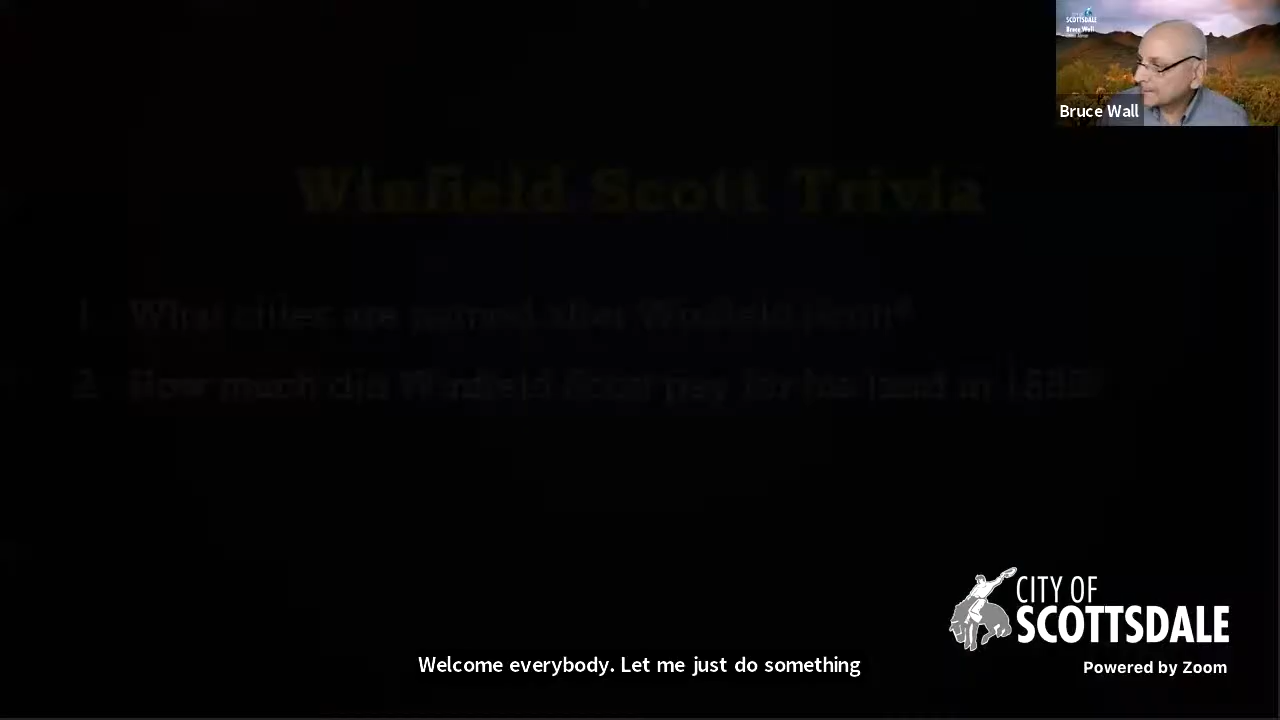 CITY OF
SCOTTSDALE
Bruce Wall
Bruce Wall
Winfield Scott Trivia
1. What cities are named after Winfield Scott?
2. How much did Winfield Scott pay for his land in
CITY OF
SCOTTSDALE
Welcome everybody. Let me just do something
Powered by Zoom